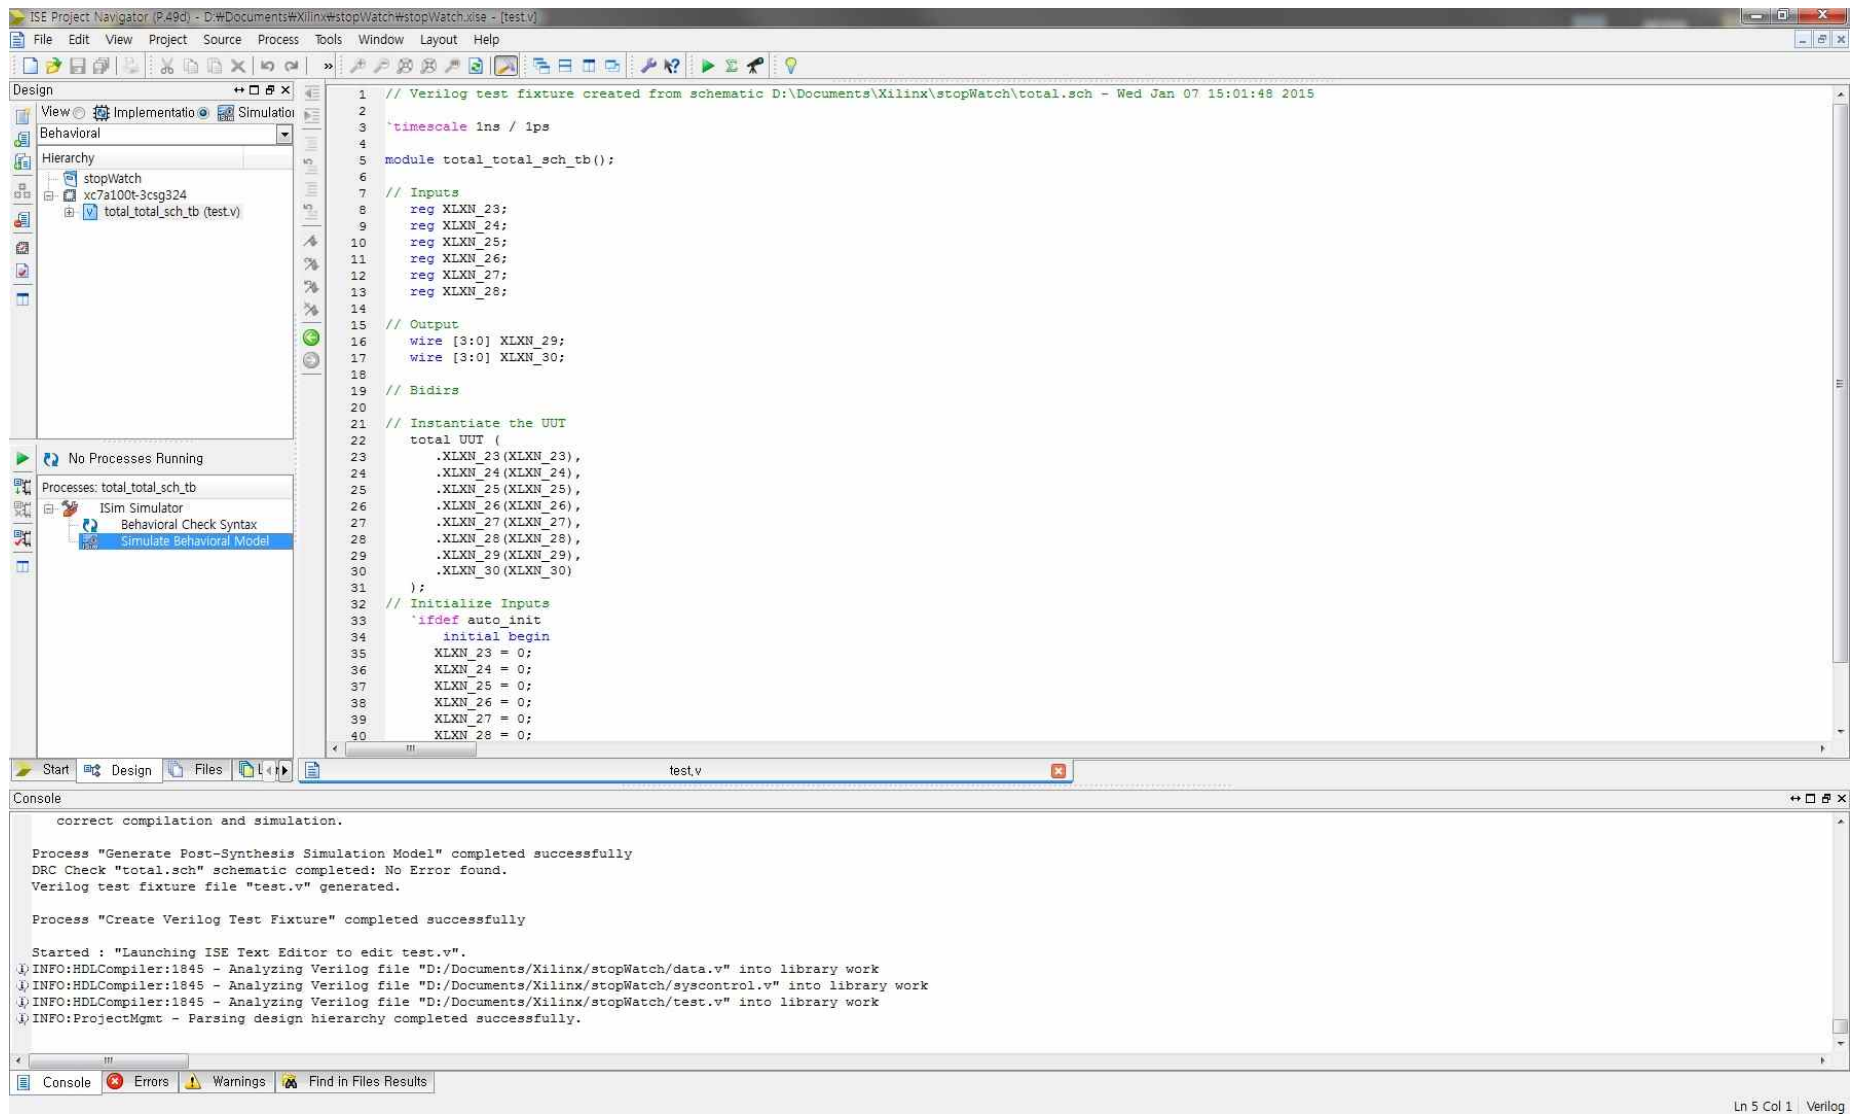 ISE Project Navigator (P.49d) - D:₩Documents₩Xilinx₩stopWatch₩stopWatch.xise - [test.v]
File Edit View Project Source Process Tools Window Layout Help
Design
View Implementatio Simulation
Behavioral
Hierarchy
stopWatch
xc7a100t-3csg324
total_total_sch_tb (test.v)
No Processes Running
Processes: total_total_sch_tb
ISim Simulator
Behavioral Check Syntax
Simulate Behavioral Model
Start Design Files
1 // Verilog test fixture created from schematic D:\Documents\Xilinx\stopWatch\total.sch - Wed Jan 07 15:01:48 2015
2
3 `timescale 1ns / 1ps
4
5 module total_total_sch_tb();
6
7 // Inputs
8 reg XLXN_23;
9 reg XLXN_24;
10 reg XLXN_25;
11 reg XLXN_26;
12 reg XLXN_27;
13 reg XLXN_28;
14
15 // Output
16 wire [3:0] XLXN_29;
17 wire [3:0] XLXN_30;
18
19 // Bidirs
20
21 // Instantiate the UUT
22 total UUT (
23 .XLXN_23(XLXN_23),
24 .XLXN_24(XLXN_24),
25 .XLXN_25(XLXN_25),
26 .XLXN_26(XLXN_26),
27 .XLXN_27(XLXN_27),
28 .XLXN_28(XLXN_28),
29 .XLXN_29(XLXN_29),
30 .XLXN_30(XLXN_30)
31 );
32 // Initialize Inputs
33 `ifdef auto_init
34 initial begin
35 XLXN_23 = 0;
36 XLXN_24 = 0;
37 XLXN_25 = 0;
38 XLXN_26 = 0;
39 XLXN_27 = 0;
40 XLXN_28 = 0;
test.v
Console
correct compilation and simulation.
Process "Generate Post-Synthesis Simulation Model" completed successfully
DRC Check "total.sch" schematic completed: No Error found.
Verilog test fixture file "test.v" generated.
Process "Create Verilog Test Fixture" completed successfully
Started : "Launching ISE Text Editor to edit test.v".
INFO:HDLCompiler:1845 - Analyzing Verilog file "D:/Documents/Xilinx/stopWatch/data.v" into library work
INFO:HDLCompiler:1845 - Analyzing Verilog file "D:/Documents/Xilinx/stopWatch/syscontrol.v" into library work
INFO:HDLCompiler:1845 - Analyzing Verilog file "D:/Documents/Xilinx/stopWatch/test.v" into library work
INFO:ProjectMgmt - Parsing design hierarchy completed successfully.
Console Errors Warnings Find in Files Results
Ln 5 Col 1 Verilog